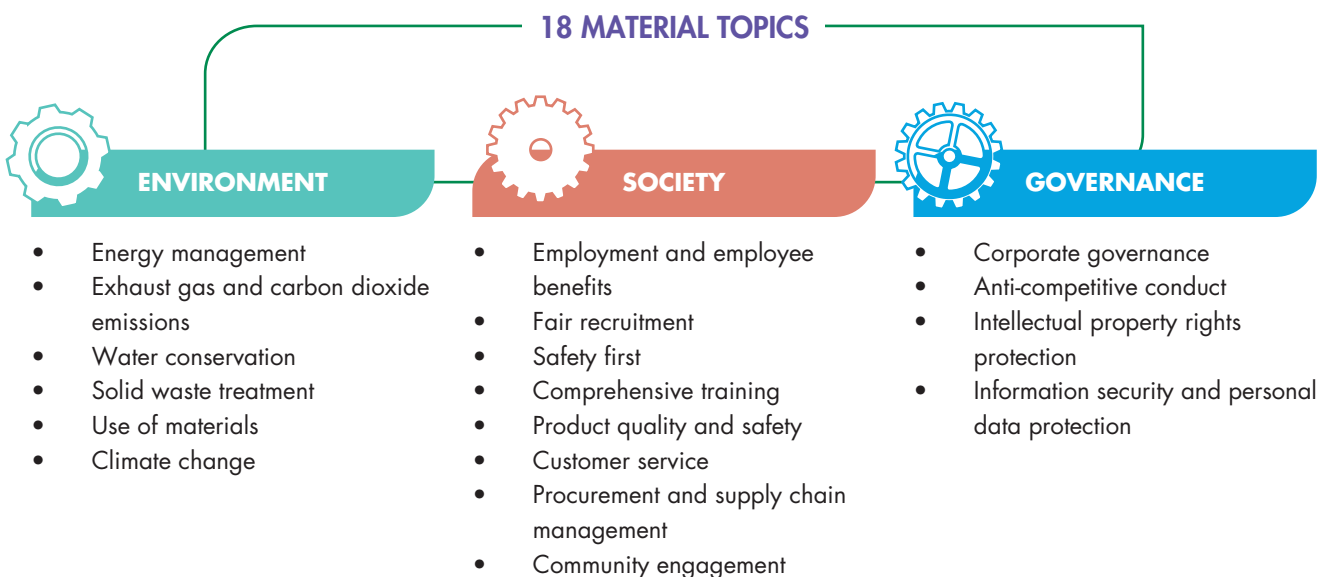 18 MATERIAL TOPICS
ENVIRONMENT
• Energy management
• Exhaust gas and carbon dioxide
emissions
• Water conservation
• Solid waste treatment
• Use of materials
• Climate change
SOCIETY
• Employment and employee
benefits
• Fair recruitment
• Safety first
• Comprehensive training
• Product quality and safety
• Customer service
• Procurement and supply chain
management
• Community engagement
GOVERNANCE
• Corporate governance
• Anti-competitive conduct
• Intellectual property rights
protection
• Information security and personal
data protection